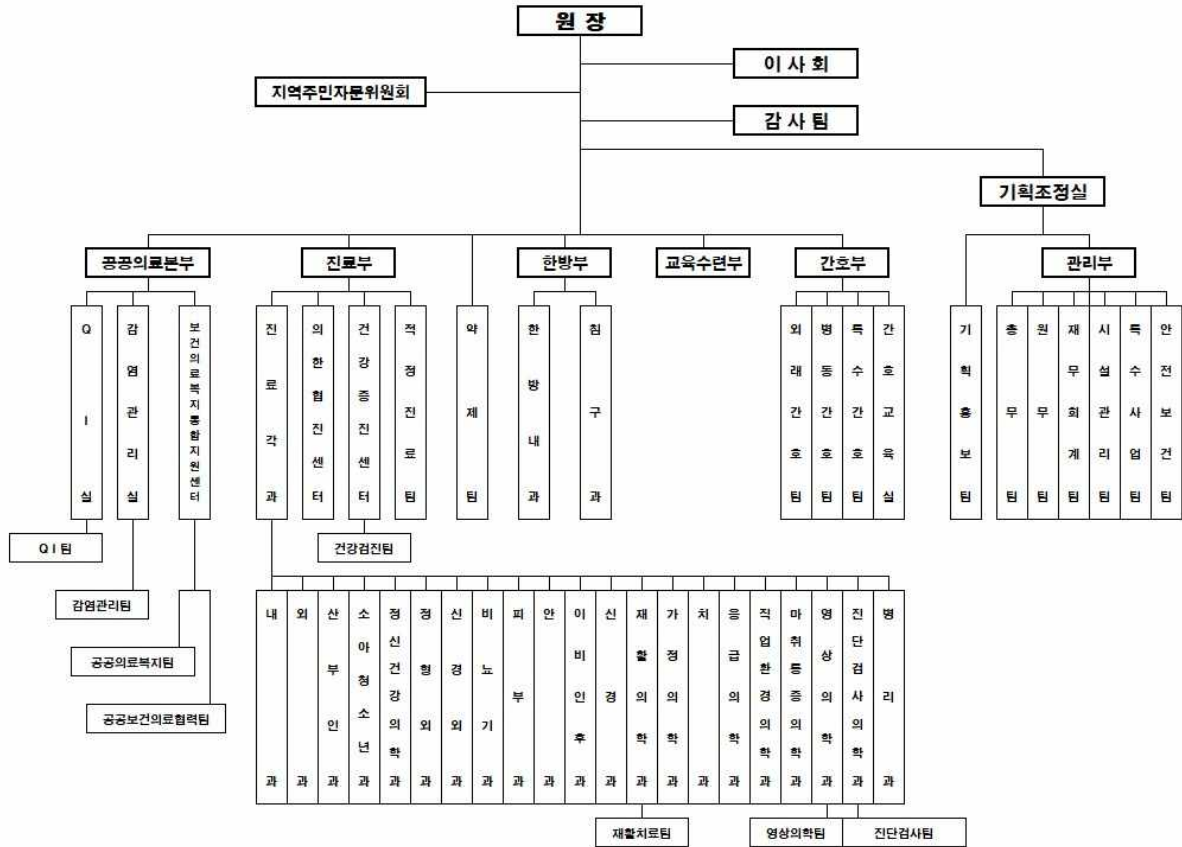 원 장
이 사 회
지역주민자문위원회
감 사 팀
기획조정실
공공의료본부
진료부
한방부
교육수련부
간호부
관리부
Q I 실
감염관리실
보건의료복지통합지원센터
진료각과
의한협진센터
건강증진센터
적정진료팀
약제팀
한방내과
침구과
외래간호팀
병동간호팀
특수간호팀
간호교육실
기획홍보팀
총무팀
원무팀
재무회계팀
시설관리팀
특수사업팀
안전보건팀
Q I 팀
건강검진팀
감염관리팀
공공의료복지팀
공공보건의료협력팀
내과
외과
산부인과
소아청소년과
정신건강의학과
정형외과
신경외과
비뇨기과
피부과
안과
이비인후과
신경과
재활의학과
가정의학과
치과
응급의학과
직업환경의학과
마취통증의학과
영상의학과
진단검사의학과
병리과
재활치료팀
영상의학팀
진단검사팀